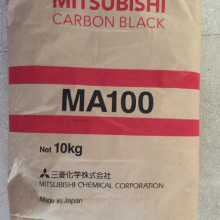 MITSUBISHI
CARBON BLACK
MA100
Net 10kg
三菱化学株式会社
MITSUBISHI CHEMICAL CORPORATION
Made in Japan